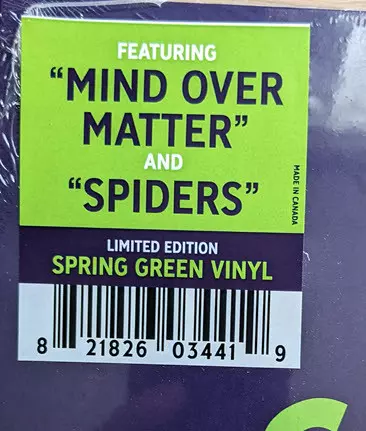 FEATURING
“MIND OVER
MATTER”
AND
“SPIDERS”
MADE IN CANADA
LIMITED EDITION
SPRING GREEN VINYL
8 21826 03441 9